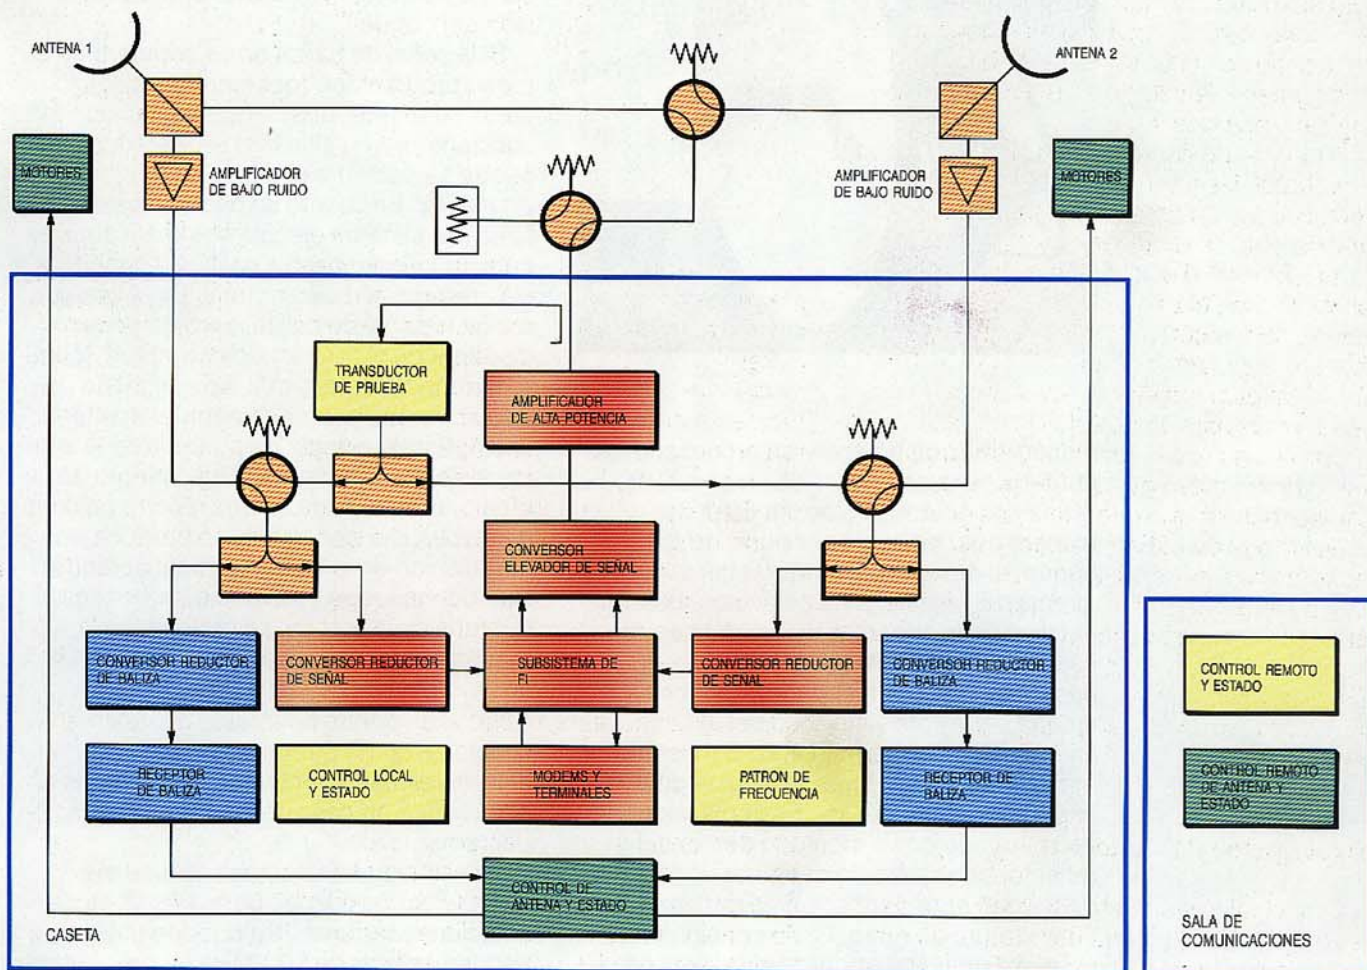 ANTENA 1
ANTENA 2
MOTORES
AMPLIFICADOR
DE BAJO RUIDO
AMPLIFICADOR
DE BAJO RUIDO
MOTORES
TRANSDUCTOR
DE PRUEBA
AMPLIFICADOR
DE ALTA POTENCIA
CONVERSOR
ELEVADOR DE SEÑAL
CONVERSOR REDUCTOR
DE BALIZA
CONVERSOR REDUCTOR
DE SEÑAL
SUBSISTEMA DE
FI
CONVERSOR REDUCTOR
DE SEÑAL
CONVERSOR REDUCTOR
DE BALIZA
CONTROL REMOTO
Y ESTADO
RECEPTOR
DE BALIZA
CONTROL LOCAL
Y ESTADO
MODEMS Y
TERMINALES
PATRON DE
FRECUENCIA
RECEPTOR DE
BALIZA
CONTROL REMOTO
DE ANTENA Y
ESTADO
CONTROL DE
ANTENA Y ESTADO
CASETA
SALA DE
COMUNICACIONES